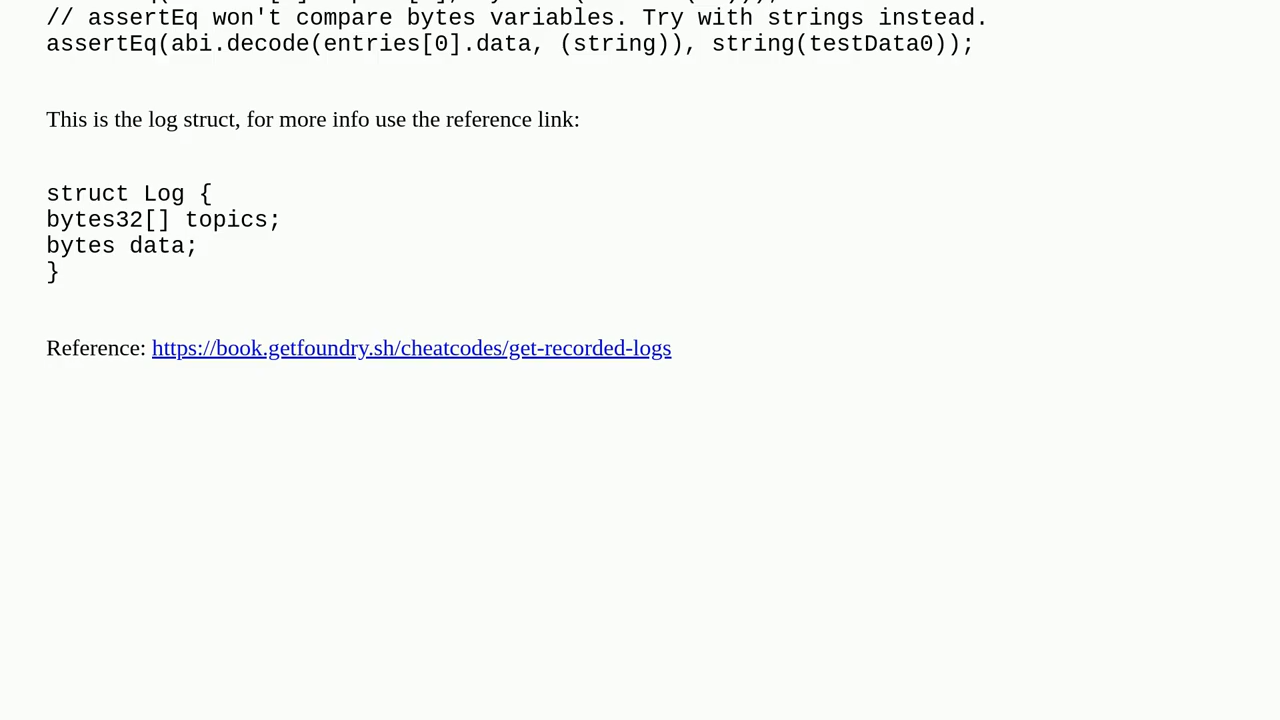 // assertEq won't compare bytes variables. Try with strings instead.
assertEq(abi.decode(entries[0].data, (string)), string(testData0));
This is the log struct, for more info use the reference link:
struct Log {
bytes32[] topics;
bytes data;
}
Reference: https://book.getfoundry.sh/cheatcodes/get-recorded-logs